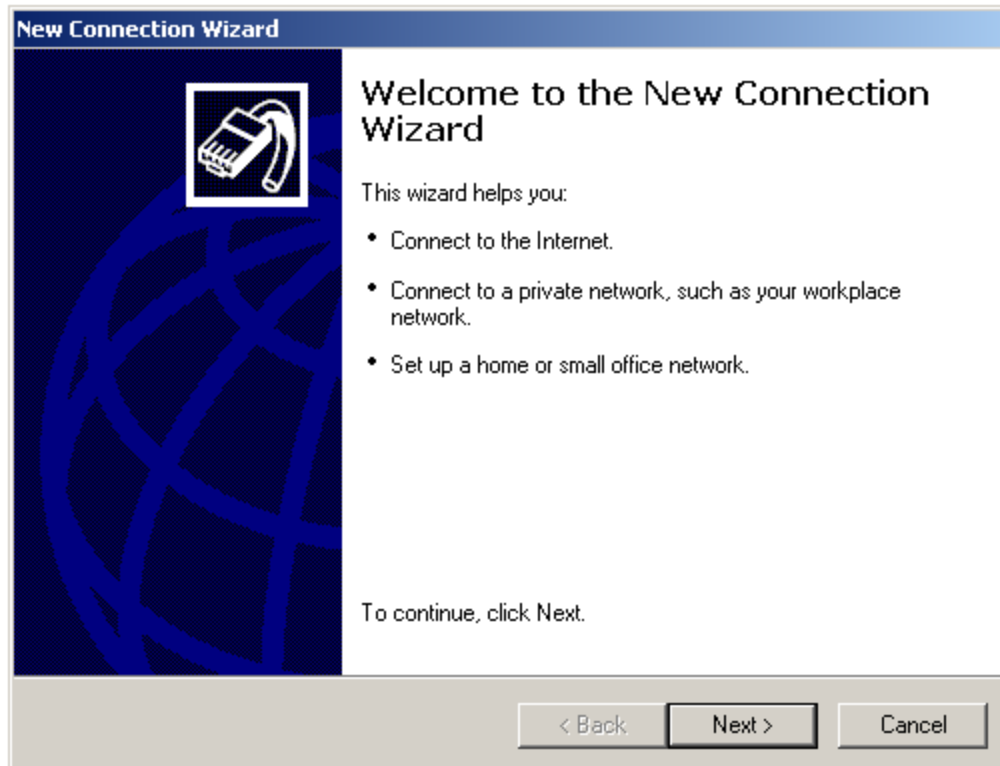 New Connection Wizard
Welcome to the New Connection
Wizard
This wizard helps you:
• Connect to the Internet.
• Connect to a private network, such as your workplace
network.
• Set up a home or small office network.
To continue, click Next.
< Back
Next >
Cancel